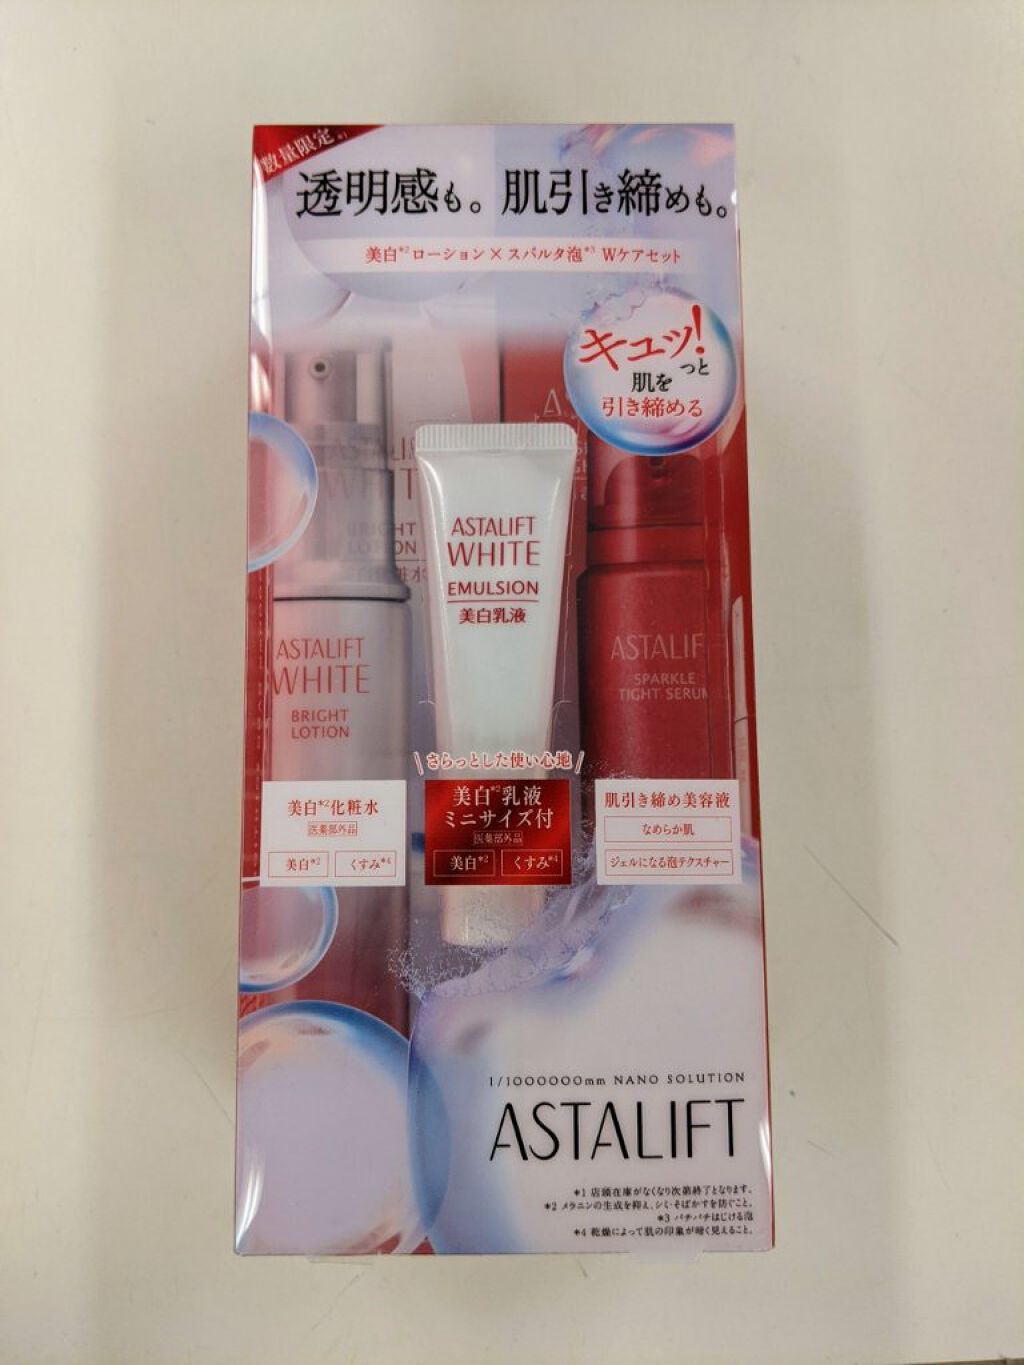 数量限定*1
透明感も。肌引き締めも。
美白*2ローション×スパルタ泡*3 Wケアセット
キュッ!
っと
肌を
引き締める
ASTALIFT
WHITE
BRIGHT
LOTION
ASTALIFT
WHITE
EMULSION
美白乳液
ASTALIFT
WHITE
BRIGHT
LOTION
ASTALIF
SPARKLE
TIGHT SERUM
\さらっとした使い心地/
美白*2化粧水
医薬部外品
美白*2 くすみ*4
美白*2乳液
ミニサイズ付
医薬部外品
美白*2 くすみ*4
肌引き締め美容液
なめらか肌
ジェルになる泡テクスチャー
1/1000000mm NANO SOLUTION
ASTALIFT
*1 店頭在庫がなくなり次第終了となります。
*2 メラニンの生成を抑え、シミ・そばかすを防ぐこと。
*3 パチパチはじける泡
*4 乾燥によって肌の印象が暗く見えること。